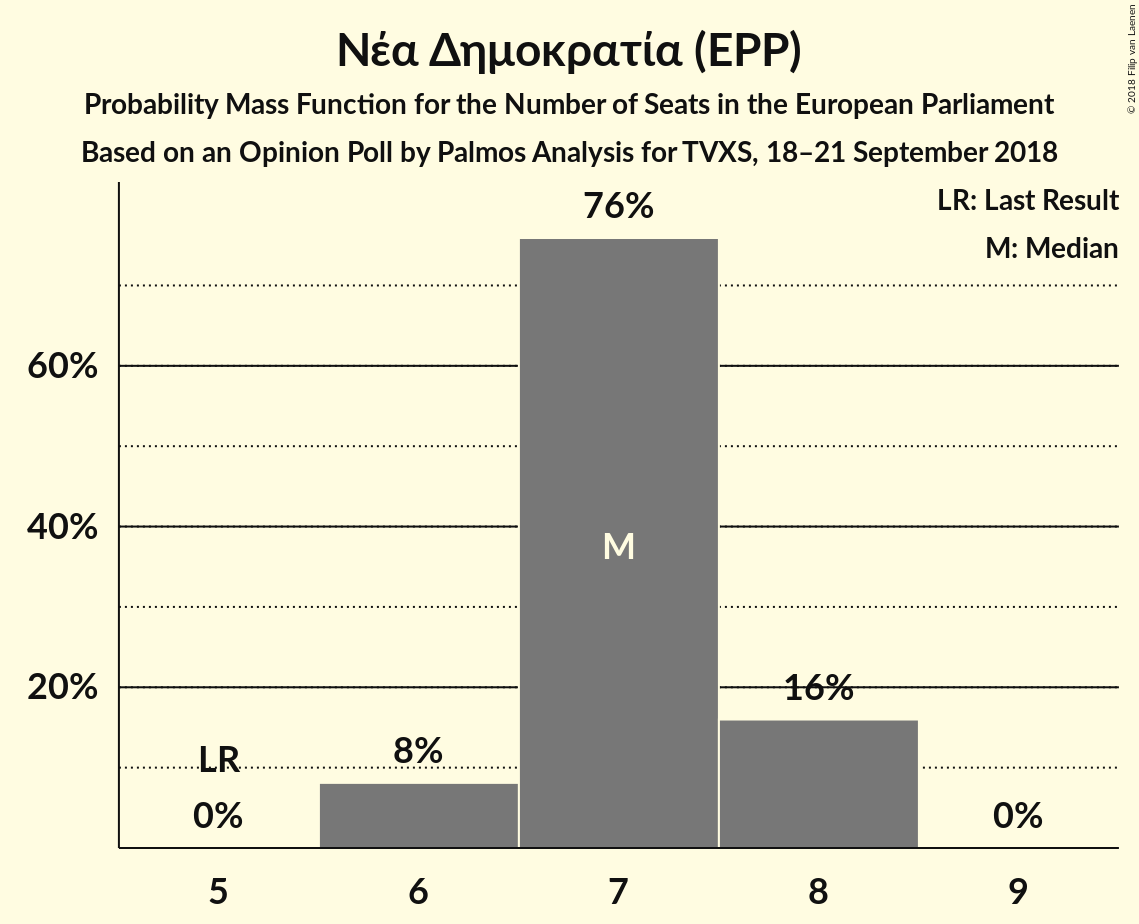 Νέα Δημοκρατία (EPP)
Probability Mass Function for the Number of Seats in the European Parliament
Based on an Opinion Poll by Palmos Analysis for TVXS, 18–21 September 2018
© 2018 Filip van Laenen
LR: Last Result
M: Median
76%
60%
40%
M
20%
16%
8%
LR
0%
0%
5
6
7
8
9